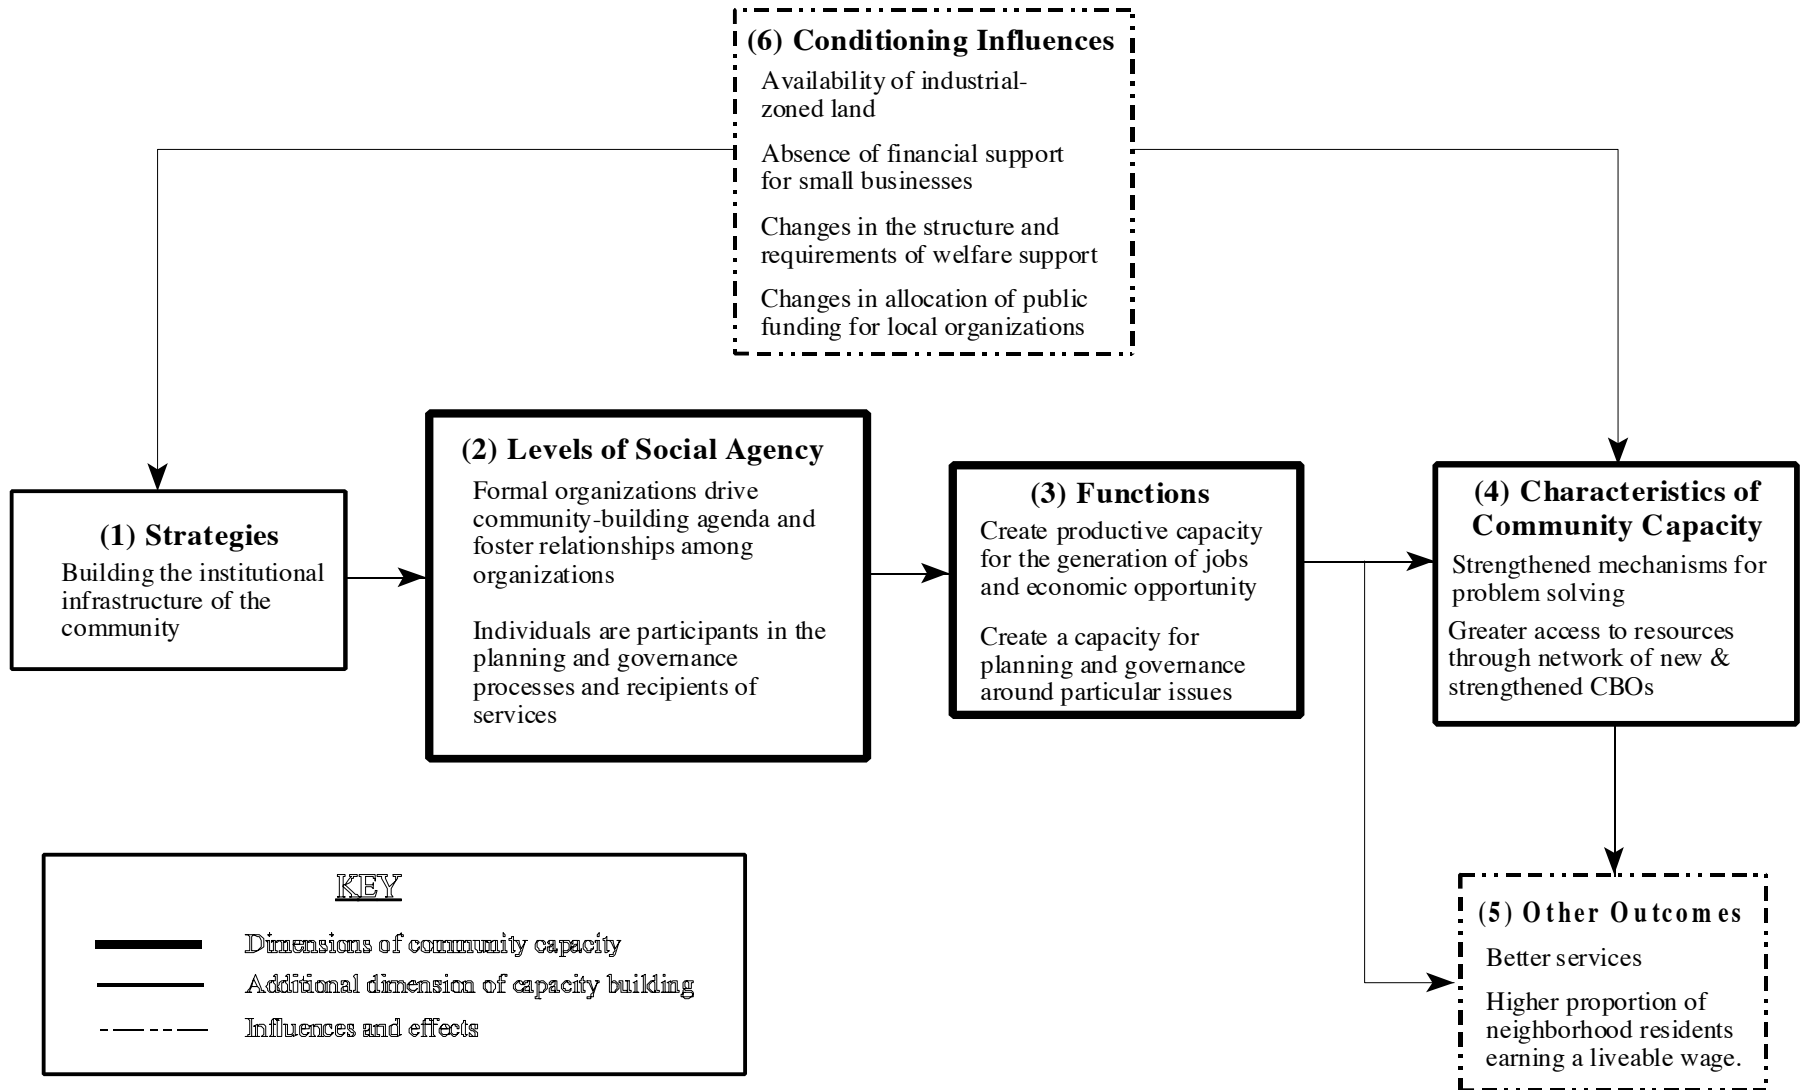 (6) Conditioning Influences
Availability of industrial-
zoned land
Absence of financial support
for small businesses
Changes in the structure and
requirements of welfare support
Changes in allocation of public
funding for local organizations
(1) Strategies
Building the institutional
infrastructure of the
community
(2) Levels of Social Agency
Formal organizations drive
community-building agenda and
foster relationships among
organizations
Individuals are participants in the
planning and governance
processes and recipients of
services
(3) Functions
Create productive capacity
for the generation of jobs
and economic opportunity
Create a capacity for
planning and governance
around particular issues
(4) Characteristics of
Community Capacity
Strengthened mechanisms for
problem solving
Greater access to resources
through network of new &
strengthened CBOs
(5) Other Outcomes
Better services
Higher proportion of
neighborhood residents
earning a liveable wage.
KEY
Dimensions of community capacity
Additional dimension of capacity building
Influences and effects